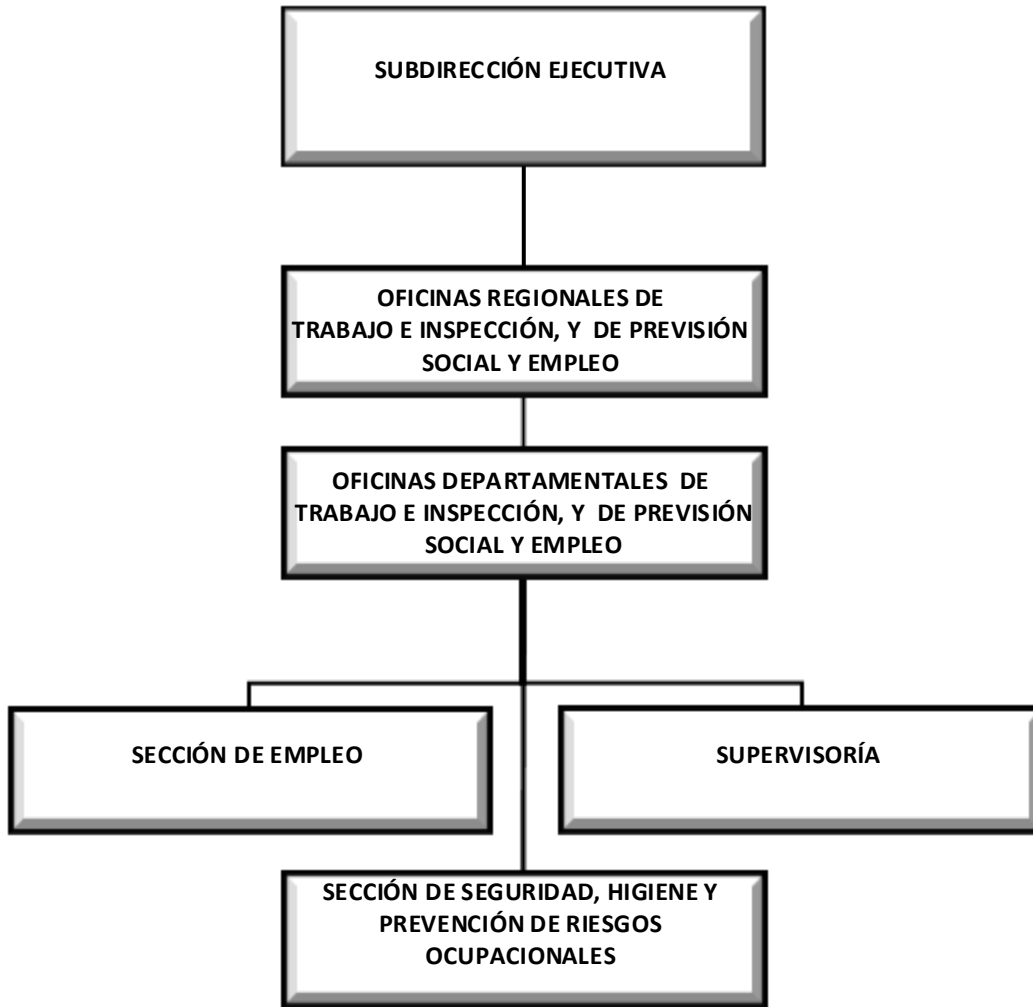 SUBDIRECCIÓN EJECUTIVA
OFICINAS REGIONALES DE
TRABAJO E INSPECCIÓN, Y DE PREVISIÓN
SOCIAL Y EMPLEO
OFICINAS DEPARTAMENTALES DE
TRABAJO E INSPECCIÓN, Y DE PREVISIÓN
SOCIAL Y EMPLEO
SECCIÓN DE EMPLEO
SUPERVISORÍA
SECCIÓN DE SEGURIDAD, HIGIENE Y
PREVENCIÓN DE RIESGOS
OCUPACIONALES